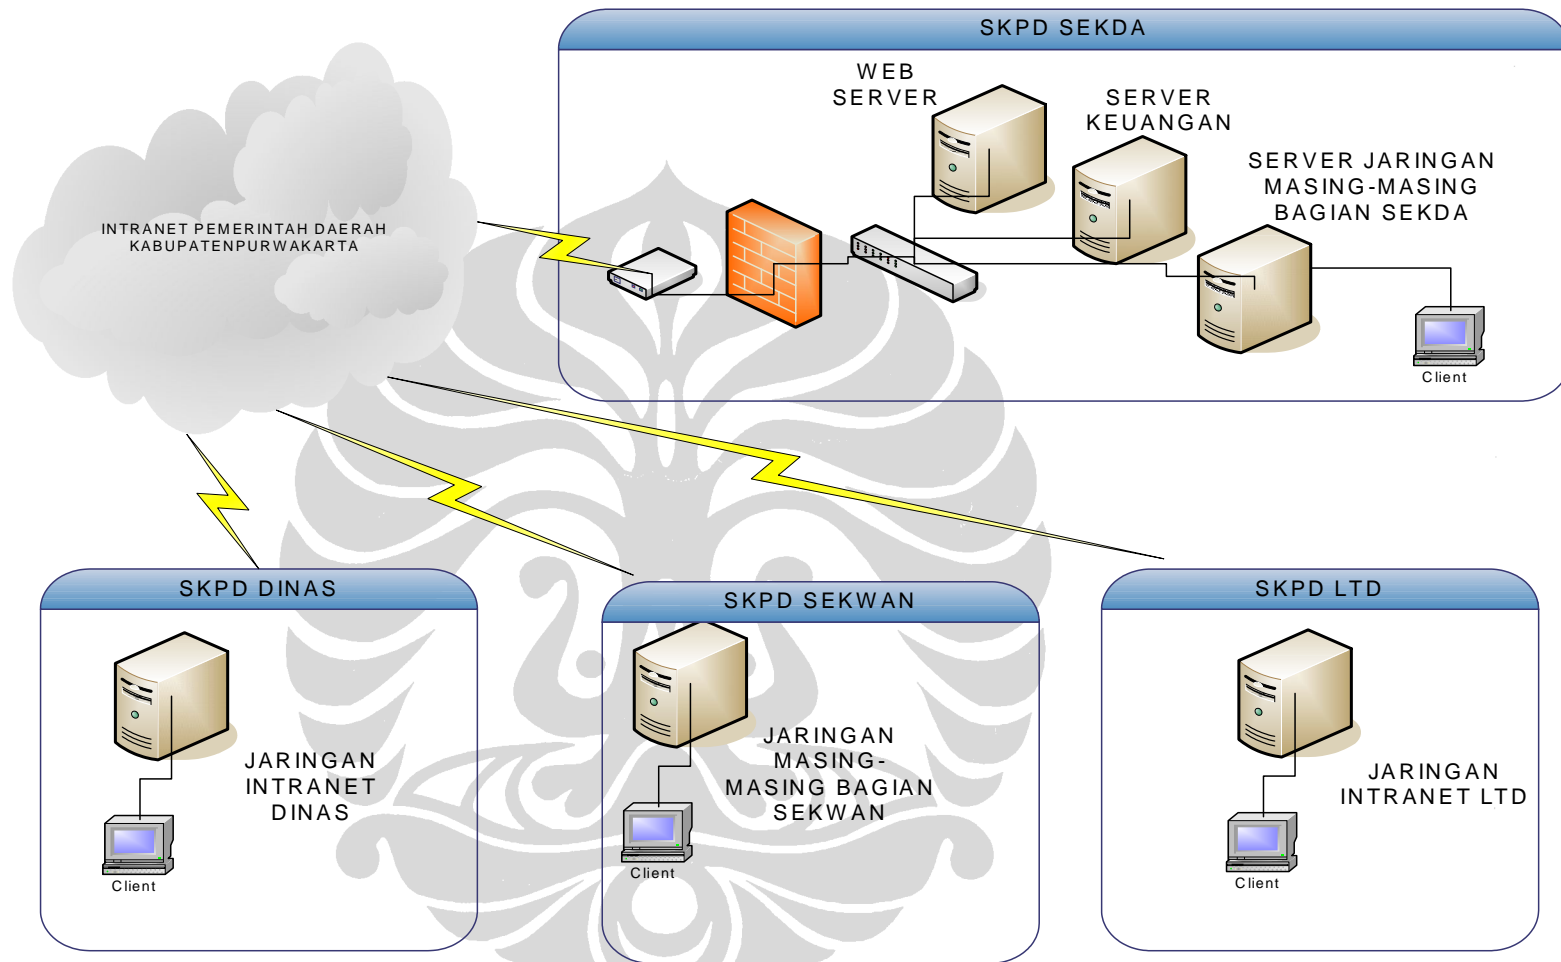 SKPD SEKDA
WEB
SERVER
SERVER
KEUANGAN
SERVER JARINGAN
MASING-MASING
BAGIAN SEKDA
Client
INTRANET PEMERINTAH DAERAH
KABUPATENPURWAKARTA
SKPD DINAS
JARINGAN
INTRANET
DINAS
Client
SKPD SEKWAN
JARINGAN
MASING-
MASING BAGIAN
SEKWAN
Client
SKPD LTD
JARINGAN
INTRANET LTD
Client